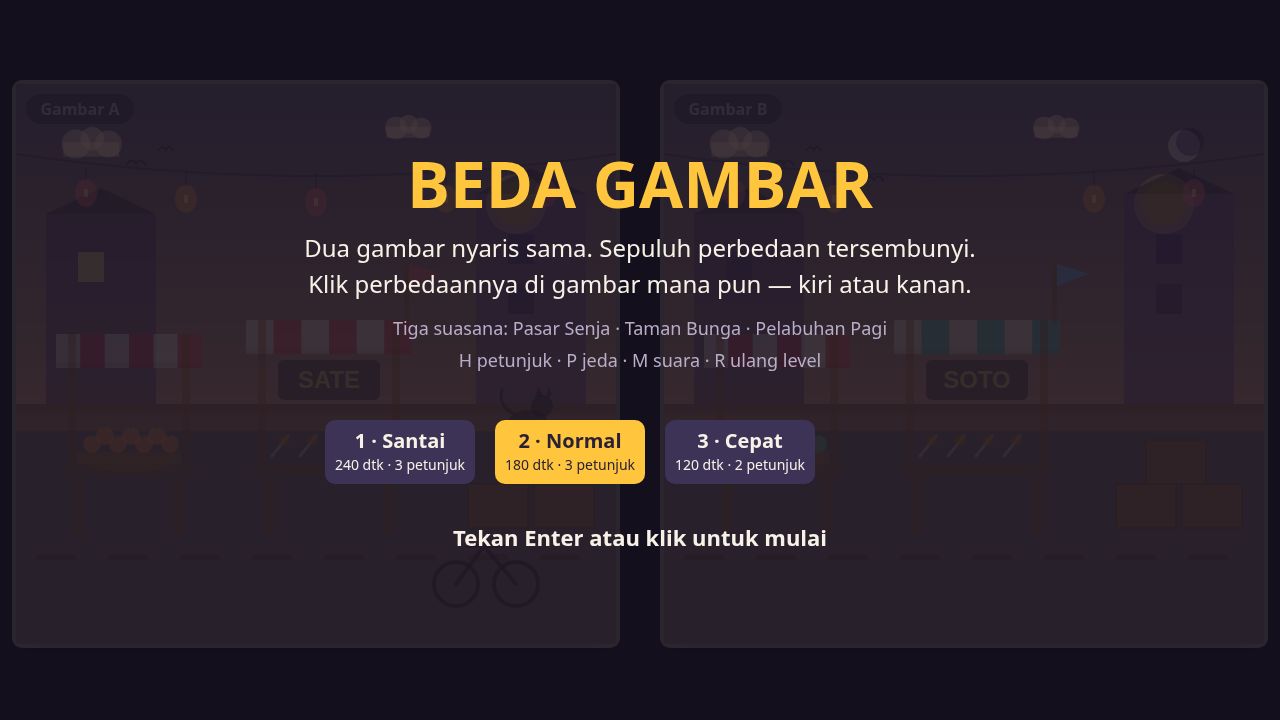 Gambar A
Gambar B
BEDA GAMBAR
Dua gambar nyaris sama. Sepuluh perbedaan tersembunyi.
Klik perbedaannya di gambar mana pun — kiri atau kanan.
Tiga suasana: Pasar Senja · Taman Bunga · Pelabuhan Pagi
H petunjuk · P jeda · M suara · R ulang level
SATE
SOTO
1 · Santai
240 dtk · 3 petunjuk
2 · Normal
180 dtk · 3 petunjuk
3 · Cepat
120 dtk · 2 petunjuk
Tekan Enter atau klik untuk mulai